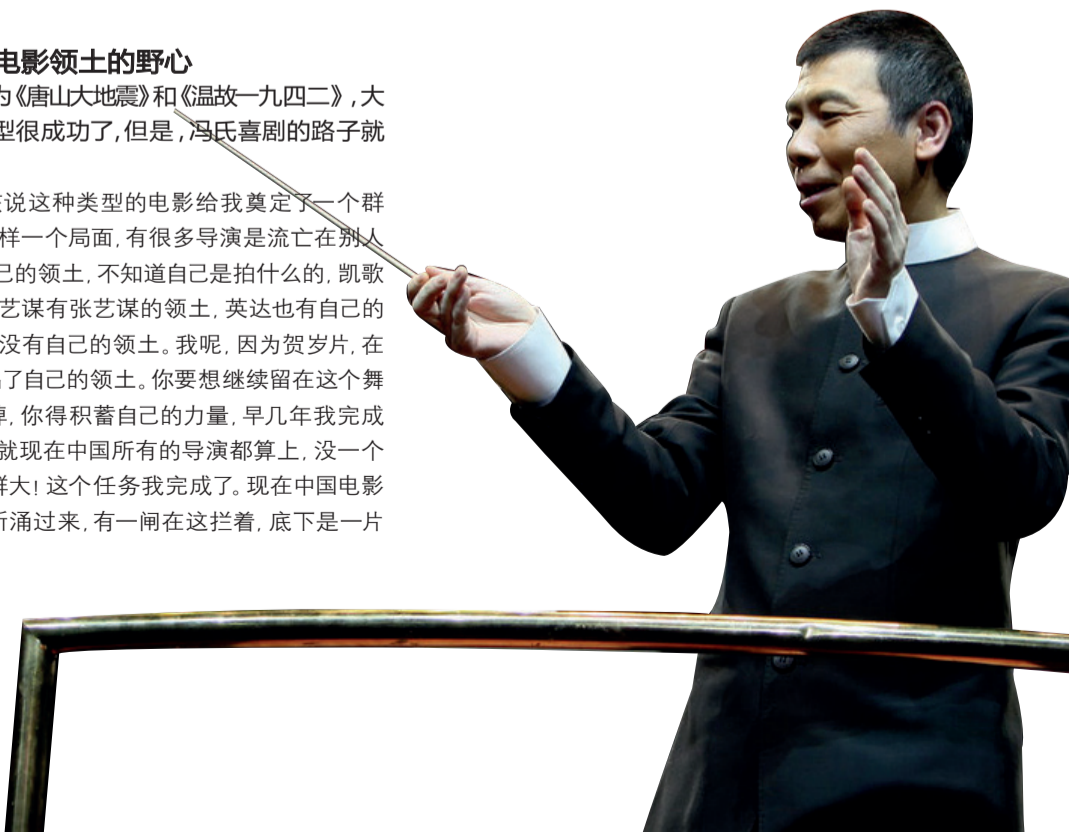 电影领土的野心
为《唐山大地震》和《温故一九四二》,大
型很成功了,但是,冯氏喜剧的路子就
说这种类型的电影给我奠定了一个群
样一个局面,有很多导演是流亡在别人
己的领土,不知道自己是拍什么的,凯歌
艺谋有张艺谋的领土,英达也有自己的
没有自己的领土。我呢,因为贺岁片,在
了自己的领土。你要想继续留在这个舞
,你得积蓄自己的力量,早几年我完成
就现在中国所有的导演都算上,没一个
群大!这个任务我完成了。现在中国电影
涌过来,有一闸在这拦着,底下是一片